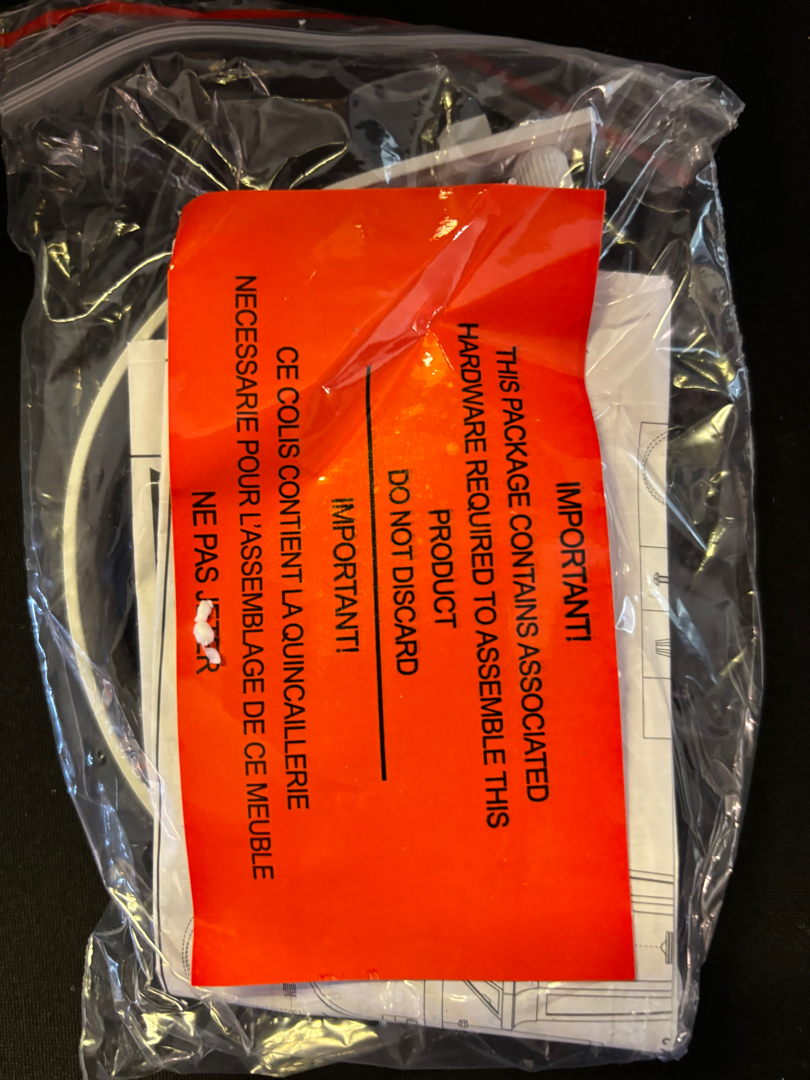 IMPORTANT!
THIS PACKAGE CONTAINS ASSOCIATED
HARDWARE REQUIRED TO ASSEMBLE THIS
PRODUCT
DO NOT DISCARD
IMPORTANT!
CE COLIS CONTIENT LA QUINCAILLERIE
NECESSARIE POUR L'ASSEMBLAGE DE CE MEUBLE
NE PAS